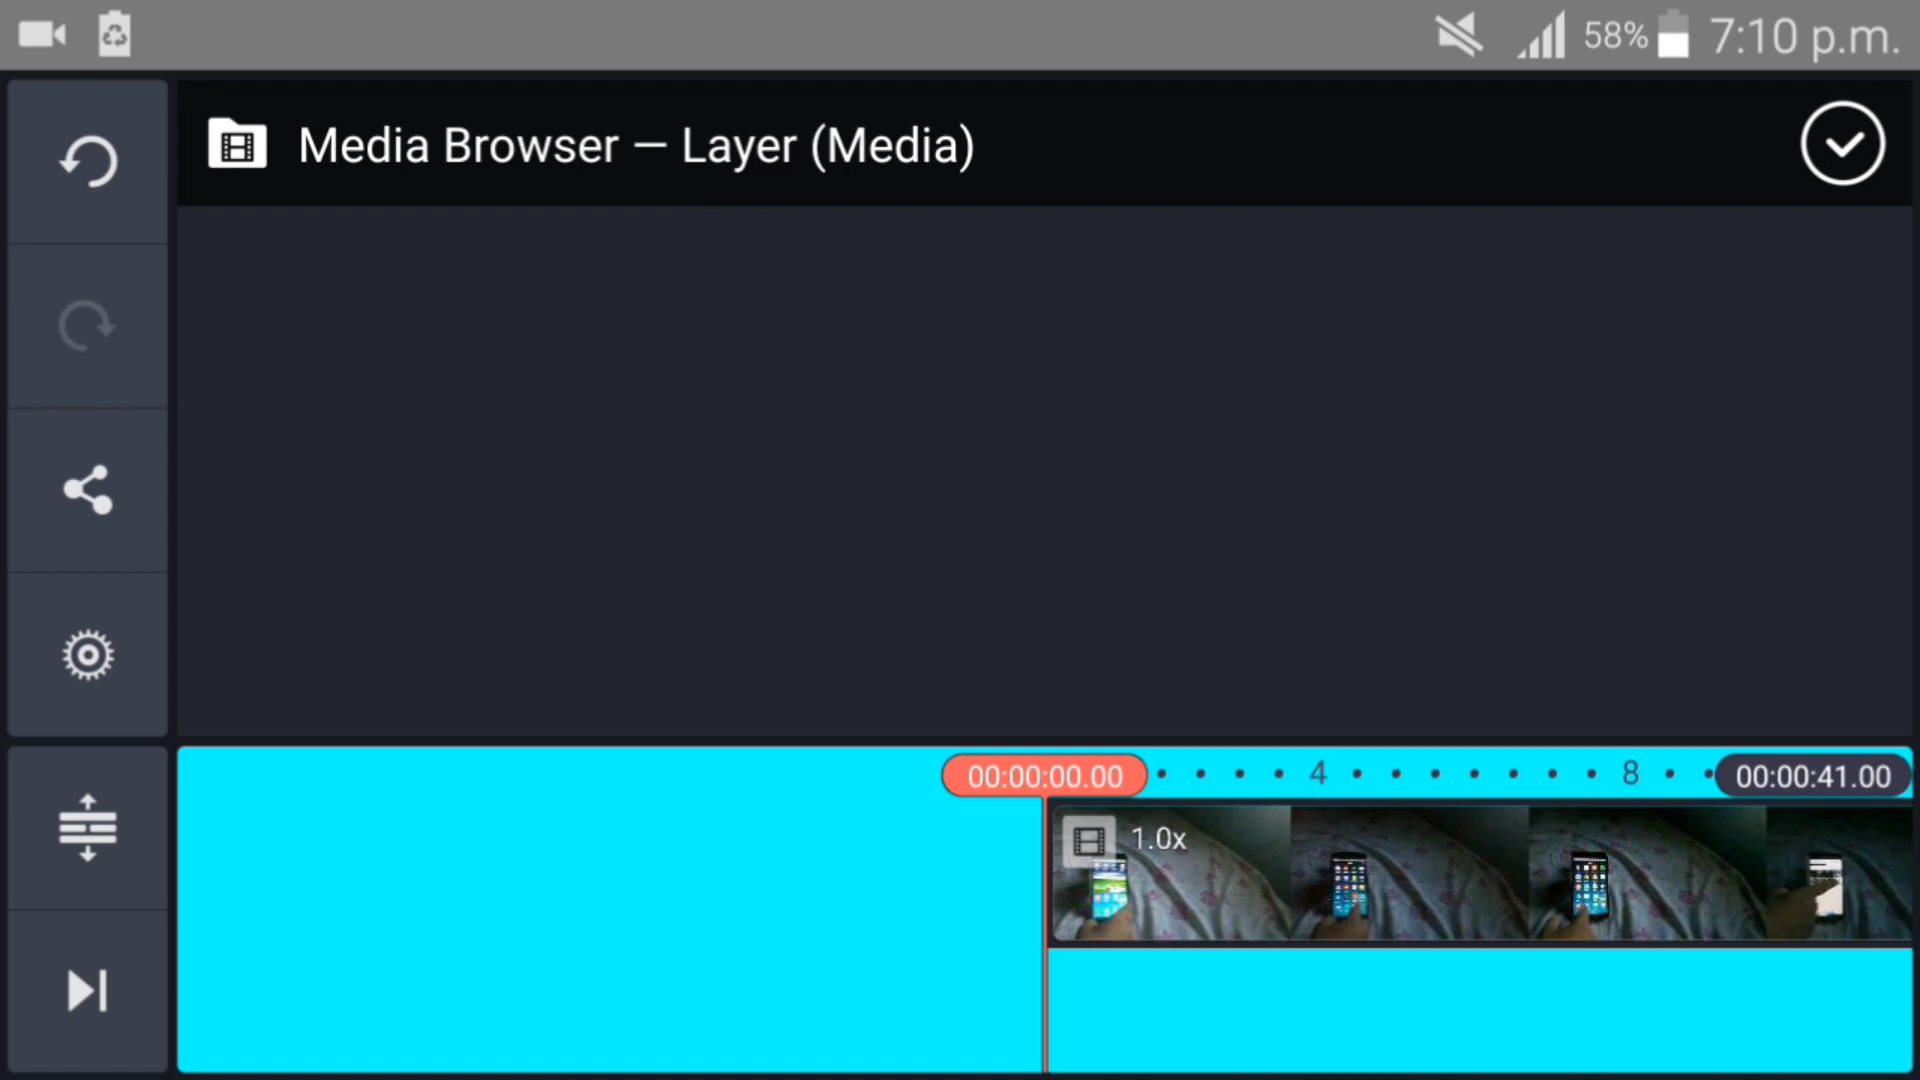 58% 7:10 p.m.
Media Browser — Layer (Media)
00:00:00.00 4 8 00:00:41.00
1.0x